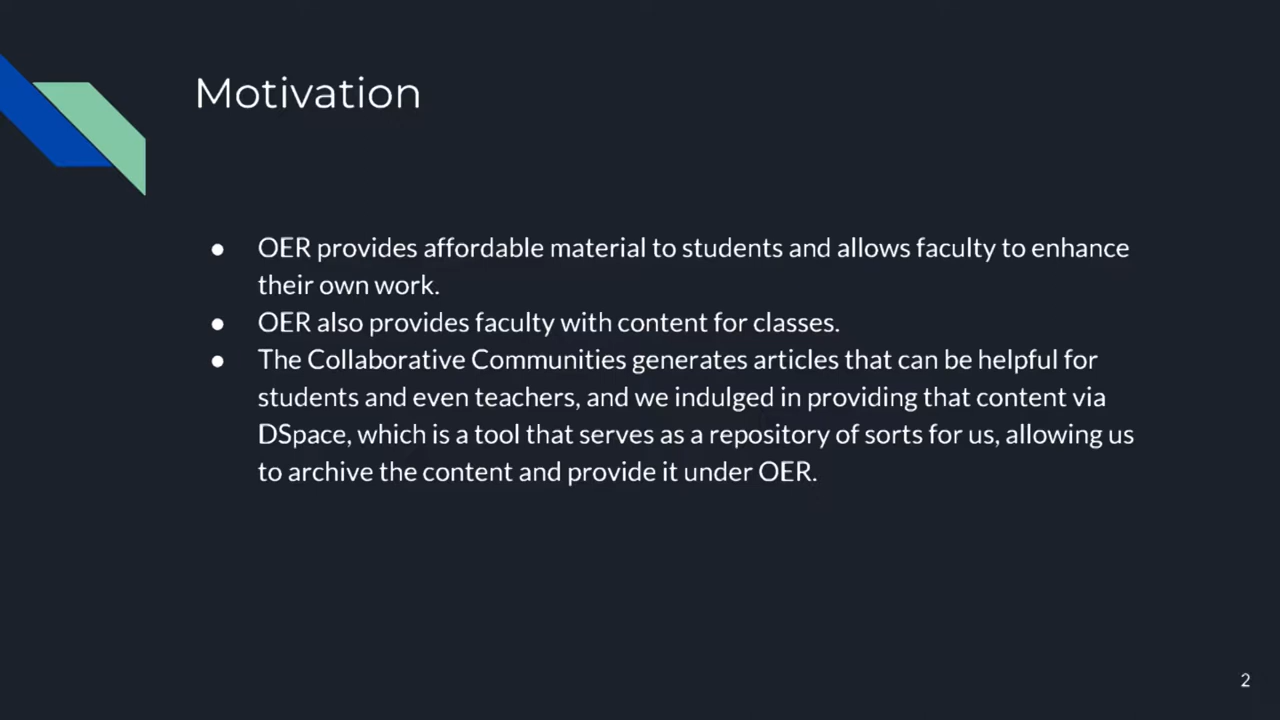 Motivation
● OER provides affordable material to students and allows faculty to enhance
their own work.
● OER also provides faculty with content for classes.
● The Collaborative Communities generates articles that can be helpful for
students and even teachers, and we indulged in providing that content via
DSpace, which is a tool that serves as a repository of sorts for us, allowing us
to archive the content and provide it under OER.
2